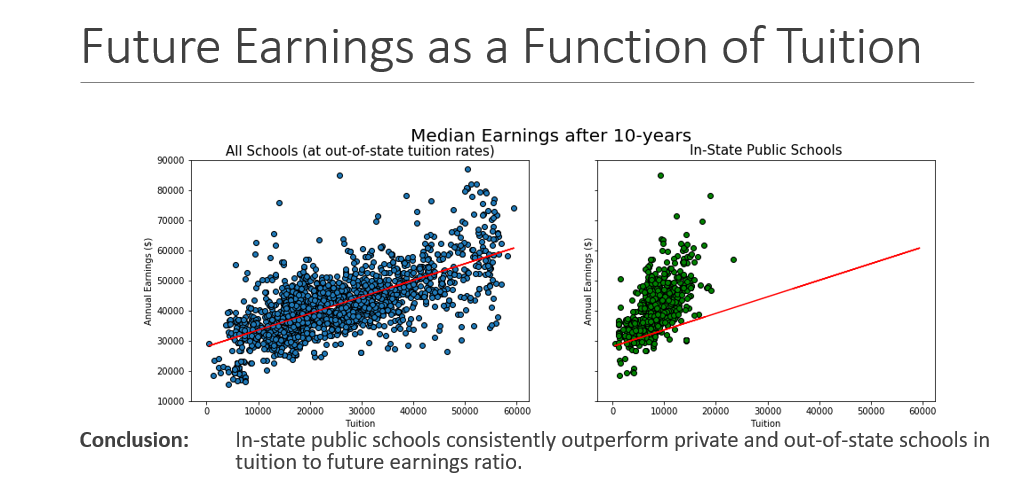 Future Earnings as a Function of Tuition
Median Earnings after 10-years
All Schools (at out-of-state tuition rates)
90000
80000
70000
60000
50000
40000
30000
20000
10000
Annual Earnings ($)
0 10000 20000 30000 40000 50000 60000
Tuition
In-State Public Schools
Annual Earnings ($)
0 10000 20000 30000 40000 50000 60000
Tuition
Conclusion: In-state public schools consistently outperform private and out-of-state schools in
tuition to future earnings ratio.